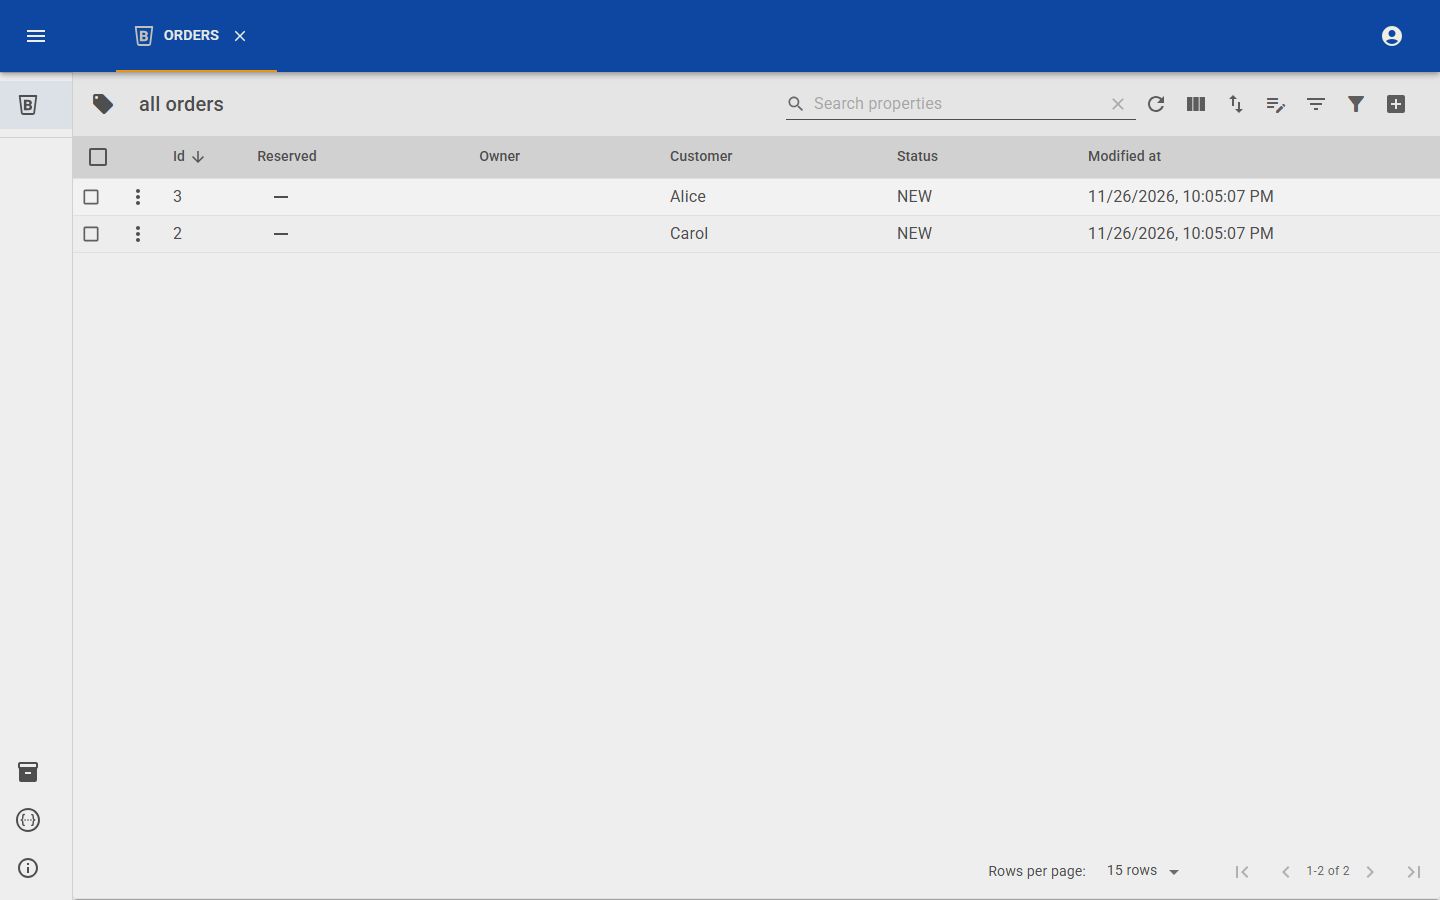 ORDERS
all orders
Search properties
Id Reserved Owner Customer Status Modified at
3 Alice NEW 11/26/2026, 10:05:07 PM
2 Carol NEW 11/26/2026, 10:05:07 PM
Rows per page: 15 rows 1-2 of 2